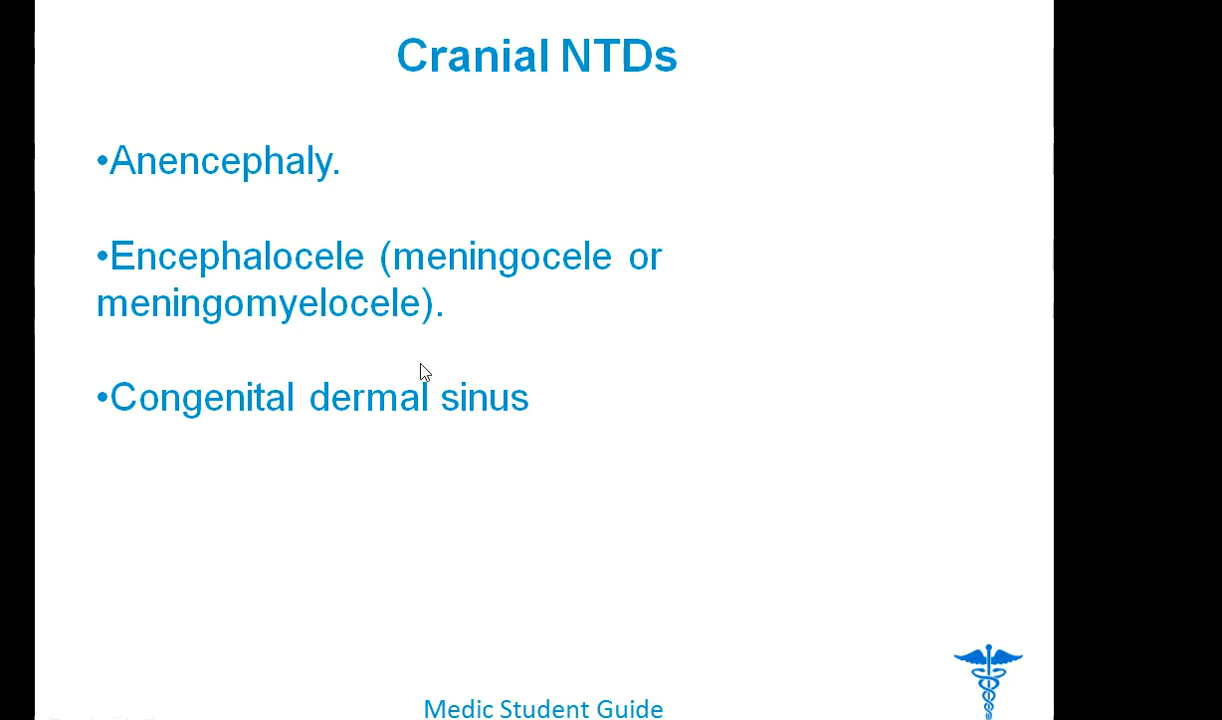 Cranial NTDs
•Anencephaly.
•Encephalocele (meningocele or
meningomyelocele).
•Congenital dermal sinus
Medic Student Guide